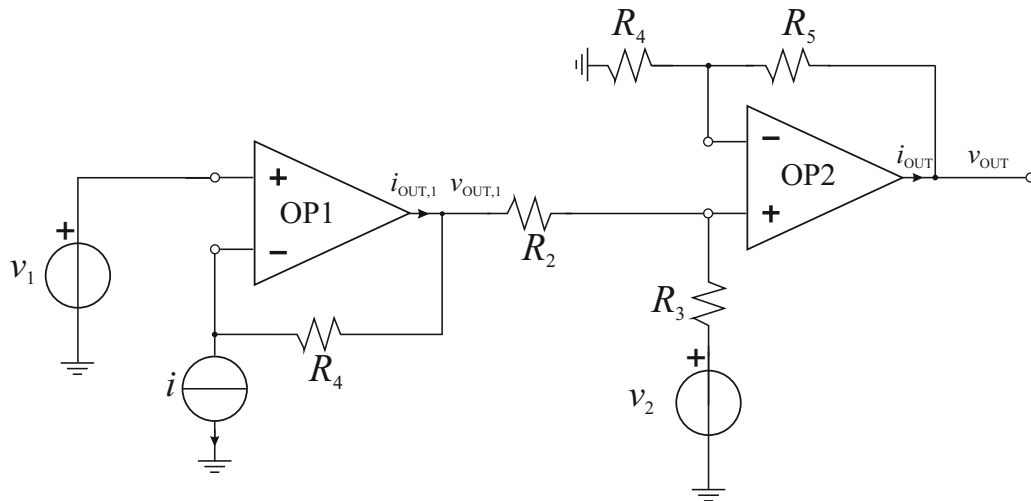 R4 R5
− OP2 +
iOUT vOUT
+ OP1 −
iOUT,1 vOUT,1
R2
+ v1
R3
R4
i
+ v2